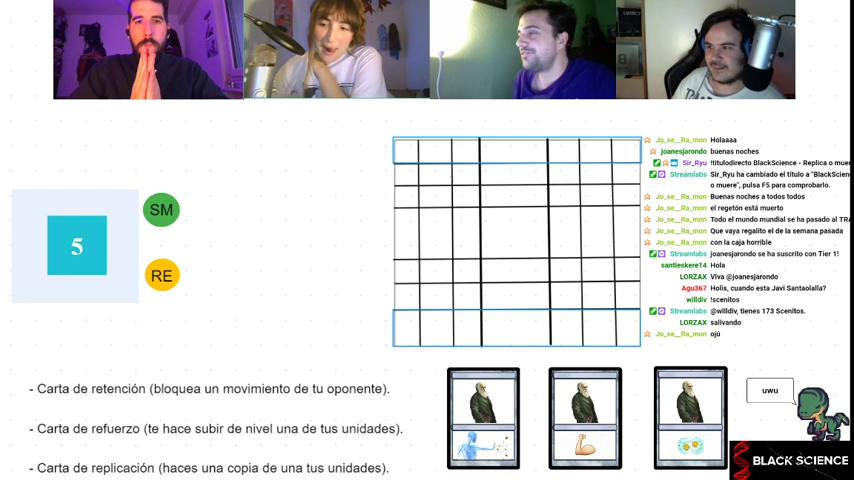 Jo_se__Ra_mon Holaaaa
joanesjarondo buenas noches
Sir_Ryu !titulodirecto BlackScience - Replica o muer
Streamlabs Sir_Ryu ha cambiado el título a "BlackScien
o muere", pulsa F5 para comprobarlo.
Jo_se__Ra_mon Buenas noches a todos todos
Jo_se__Ra_mon el regetón está muerto
Jo_se__Ra_mon Todo el mundo mundial se ha pasado al TRA
Jo_se__Ra_mon Que vaya regalito el de la semana pasada
Jo_se__Ra_mon con la caja horrible
Streamlabs joanesjarondo se ha suscrito con Tier 1!
santieskere14 Hola
LORZAX Viva @joanesjarondo
Agu367 Holis, cuando esta Javi Santaolalla?
willdiv !scenitos
Streamlabs @willdiv, tienes 173 Scenitos.
LORZAX salivando
Jo_se__Ra_mon ojú
SM
5
RE
- Carta de retención (bloquea un movimiento de tu oponente).
- Carta de refuerzo (te hace subir de nivel una de tus unidades).
- Carta de replicación (haces una copia de una tus unidades).
uwu
BLACK SCIENCE